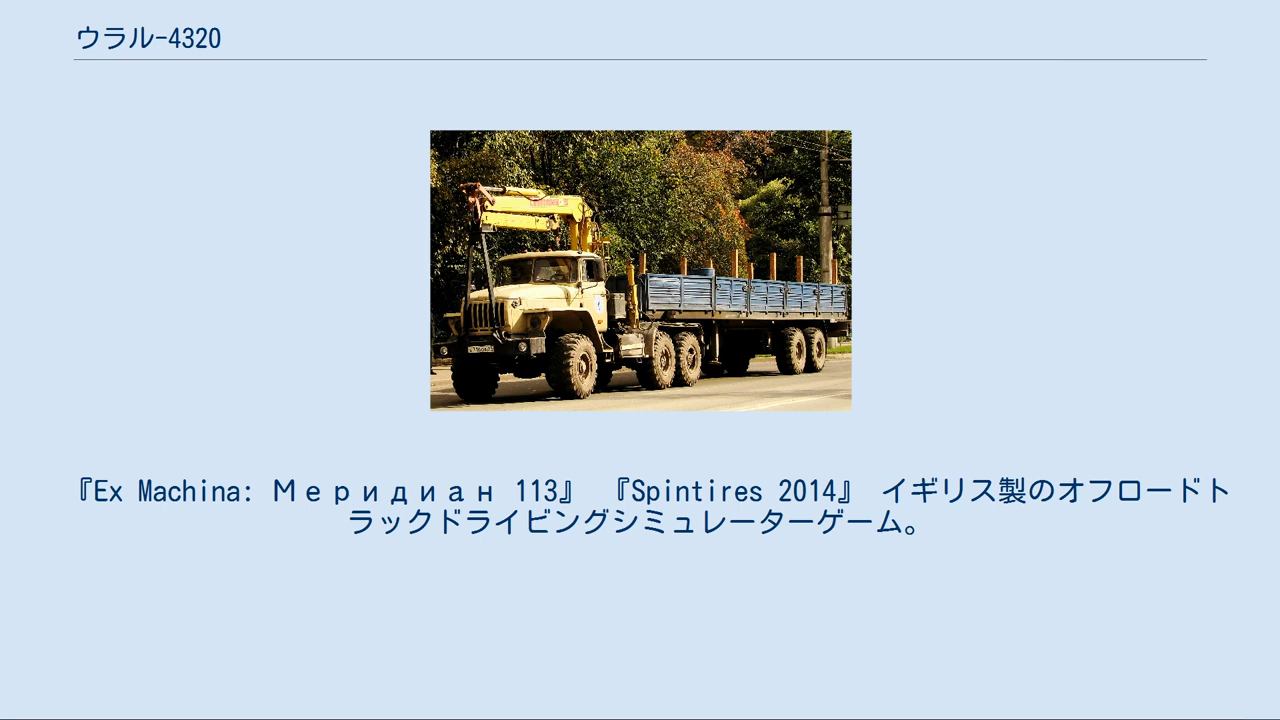 ウラル-4320
『Ex Machina: Меридиан 113』 『Spintires 2014』 イギリス製のオフロードト
ラックドライビングシミュレーターゲーム。